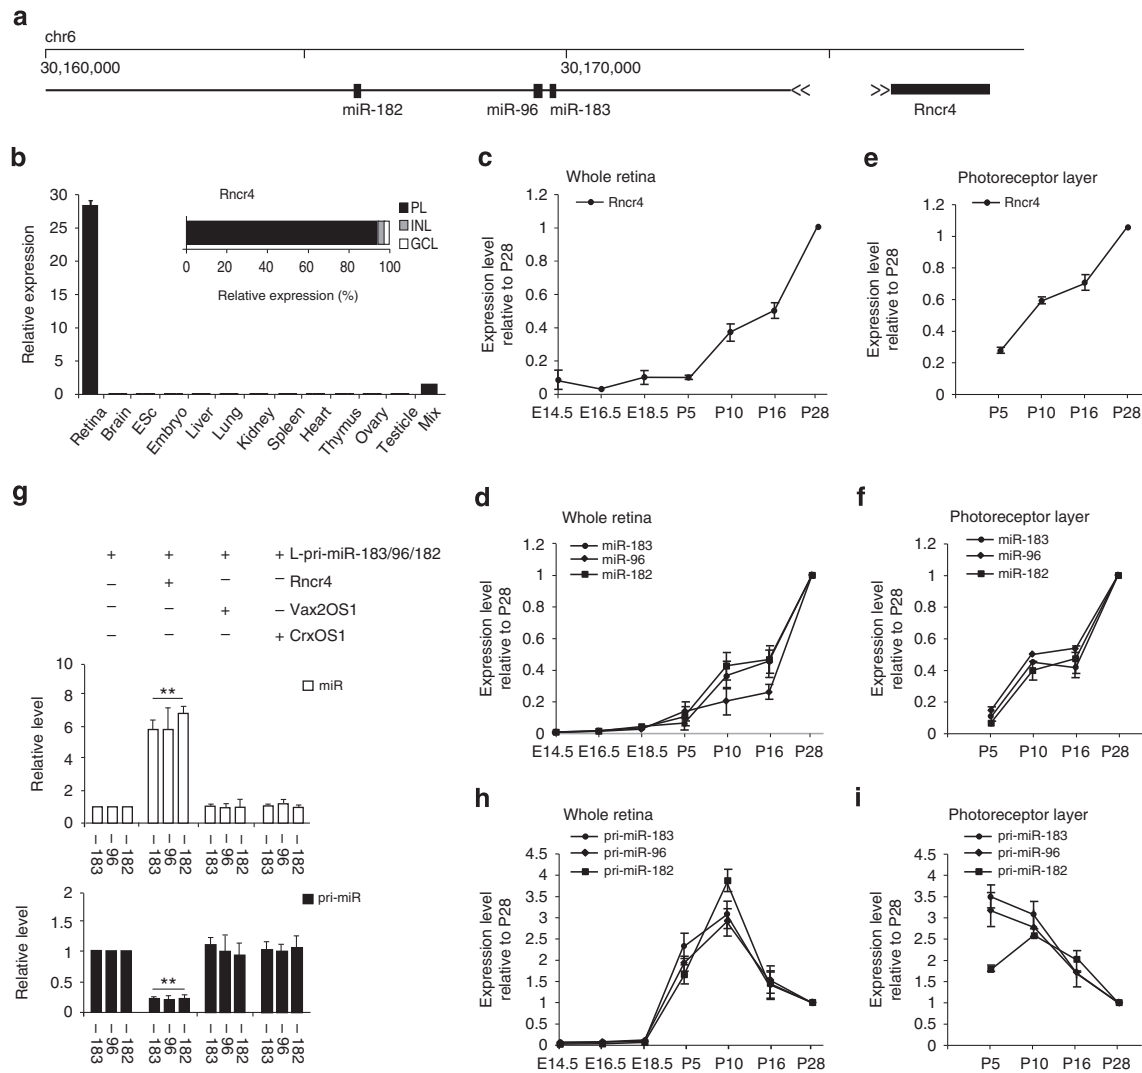 a
chr6
30,160,000
30,170,000
<< >>
miR-182
miR-96
miR-183
Rncr4
b
Relative expression
30
25
20
15
10
5
0
Rncr4
PL
INL
GCL
0 20 40 60 80 100
Relative expression (%)
Retina Brain ESc Embryo Liver Lung Kidney Spleen Heart Thymus Ovary Testicle Mix
c
Whole retina
Rncr4
Expression level
relative to P28
1.2
1
0.8
0.6
0.4
0.2
0
E14.5 E16.5 E18.5 P5 P10 P16 P28
e
Photoreceptor layer
Rncr4
Expression level
relative to P28
1.2
1
0.8
0.6
0.4
0.2
0
P5 P10 P16 P28
g
+ + + + L-pri-miR-183/96/182
– + – – Rncr4
– – + – Vax2OS1
– – – + CrxOS1
Relative level
10
8
6
4
2
0
**
miR
183 96 182 183 96 182 183 96 182 183 96 182
Relative level
2
1.5
1
0.5
0
**
pri-miR
183 96 182 183 96 182 183 96 182 183 96 182
d
Whole retina
miR-183
miR-96
miR-182
Expression level
relative to P28
1.2
1
0.8
0.6
0.4
0.2
0
E14.5 E16.5 E18.5 P5 P10 P16 P28
f
Photoreceptor layer
miR-183
miR-96
miR-182
Expression level
relative to P28
1.2
1
0.8
0.6
0.4
0.2
0
P5 P10 P16 P28
h
Whole retina
pri-miR-183
pri-miR-96
pri-miR-182
Expression level
relative to P28
4.5
4
3.5
3
2.5
2
1.5
1
0.5
0
E14.5 E16.5 E18.5 P5 P10 P16 P28
i
Photoreceptor layer
pri-miR-183
pri-miR-96
pri-miR-182
Expression level
relative to P28
4.5
4
3.5
3
2.5
2
1.5
1
0.5
0
P5 P10 P16 P28